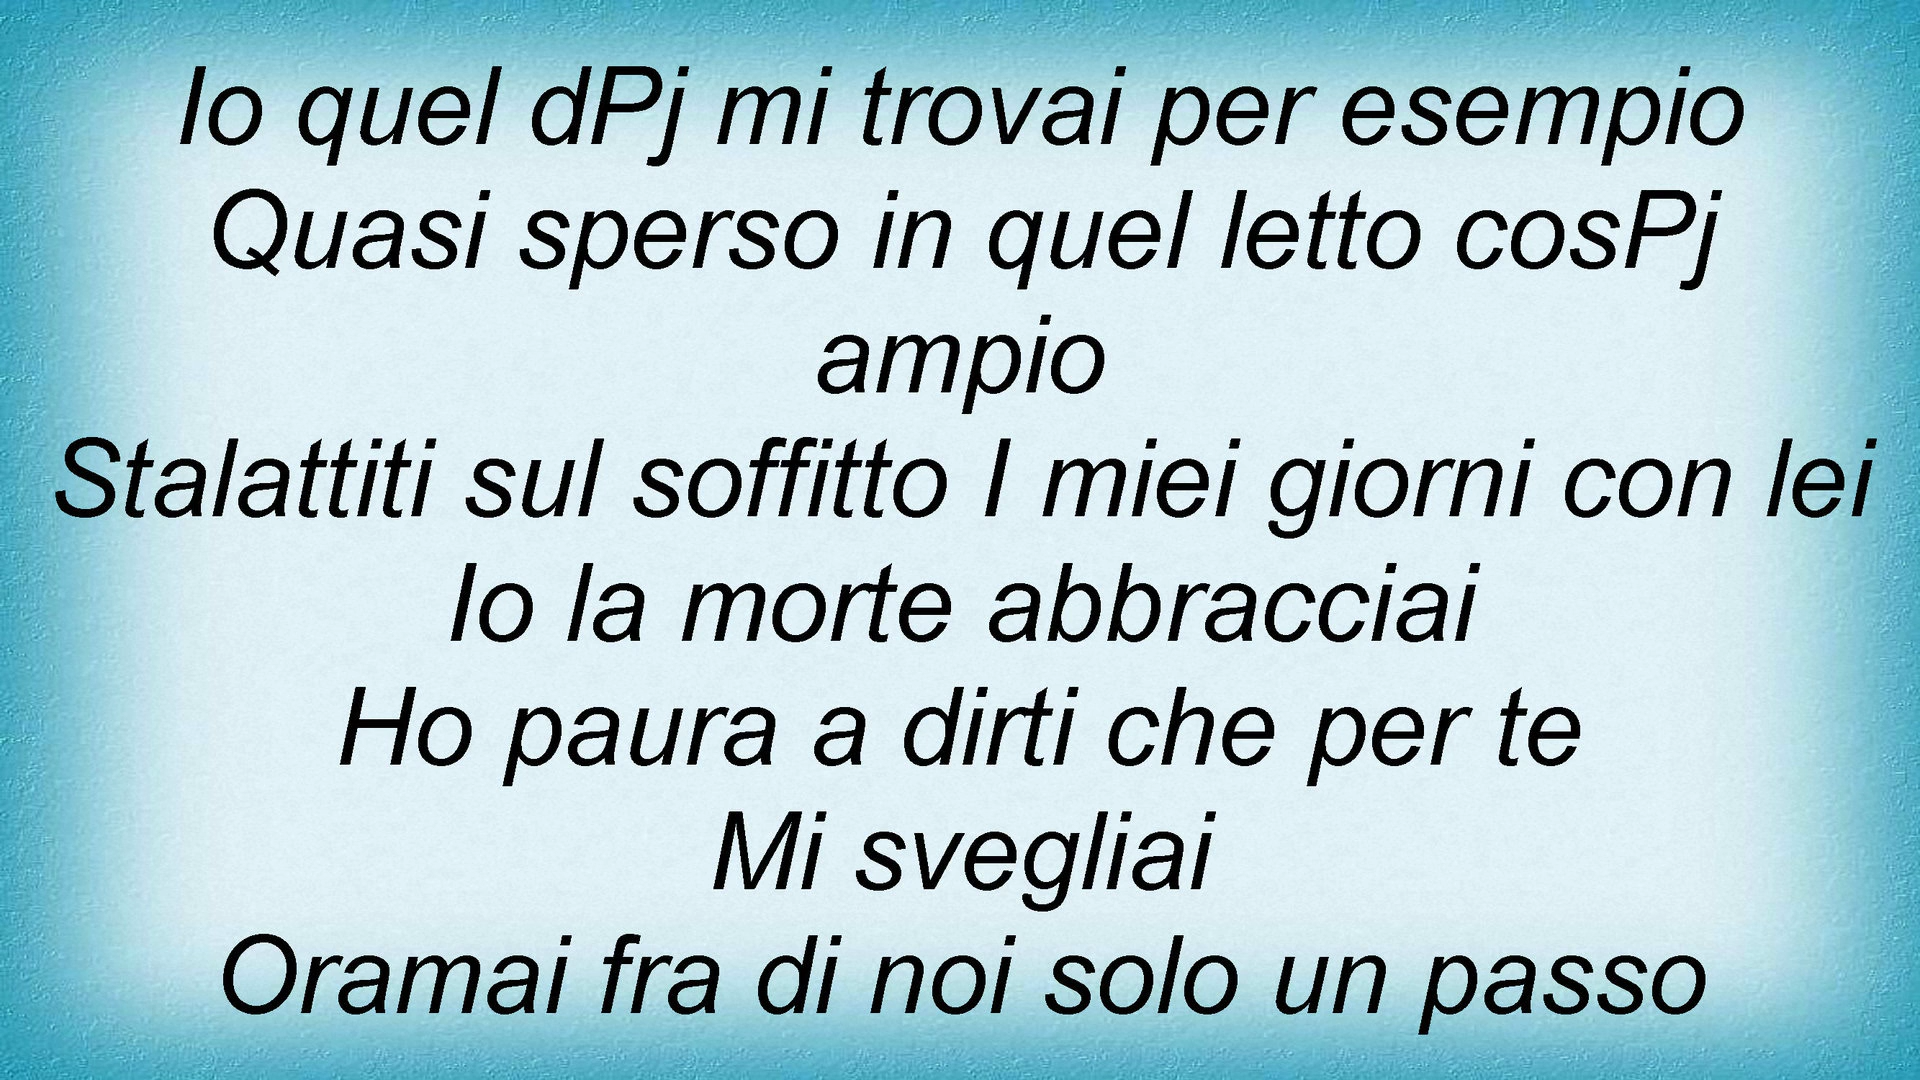 Io quel dPj mi trovai per esempio
Quasi sperso in quel letto cosPj
ampio
Stalattiti sul soffitto I miei giorni con lei
Io la morte abbracciai
Ho paura a dirti che per te
Mi svegliai
Oramai fra di noi solo un passo